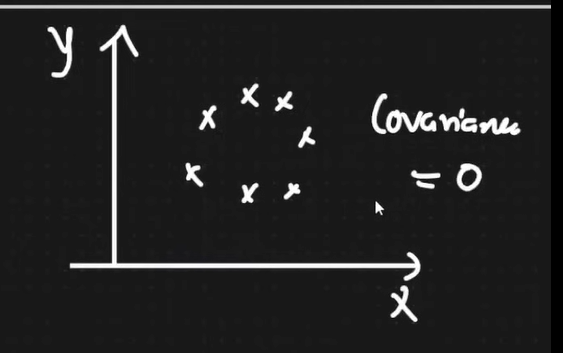 y
Covariance
= 0
x